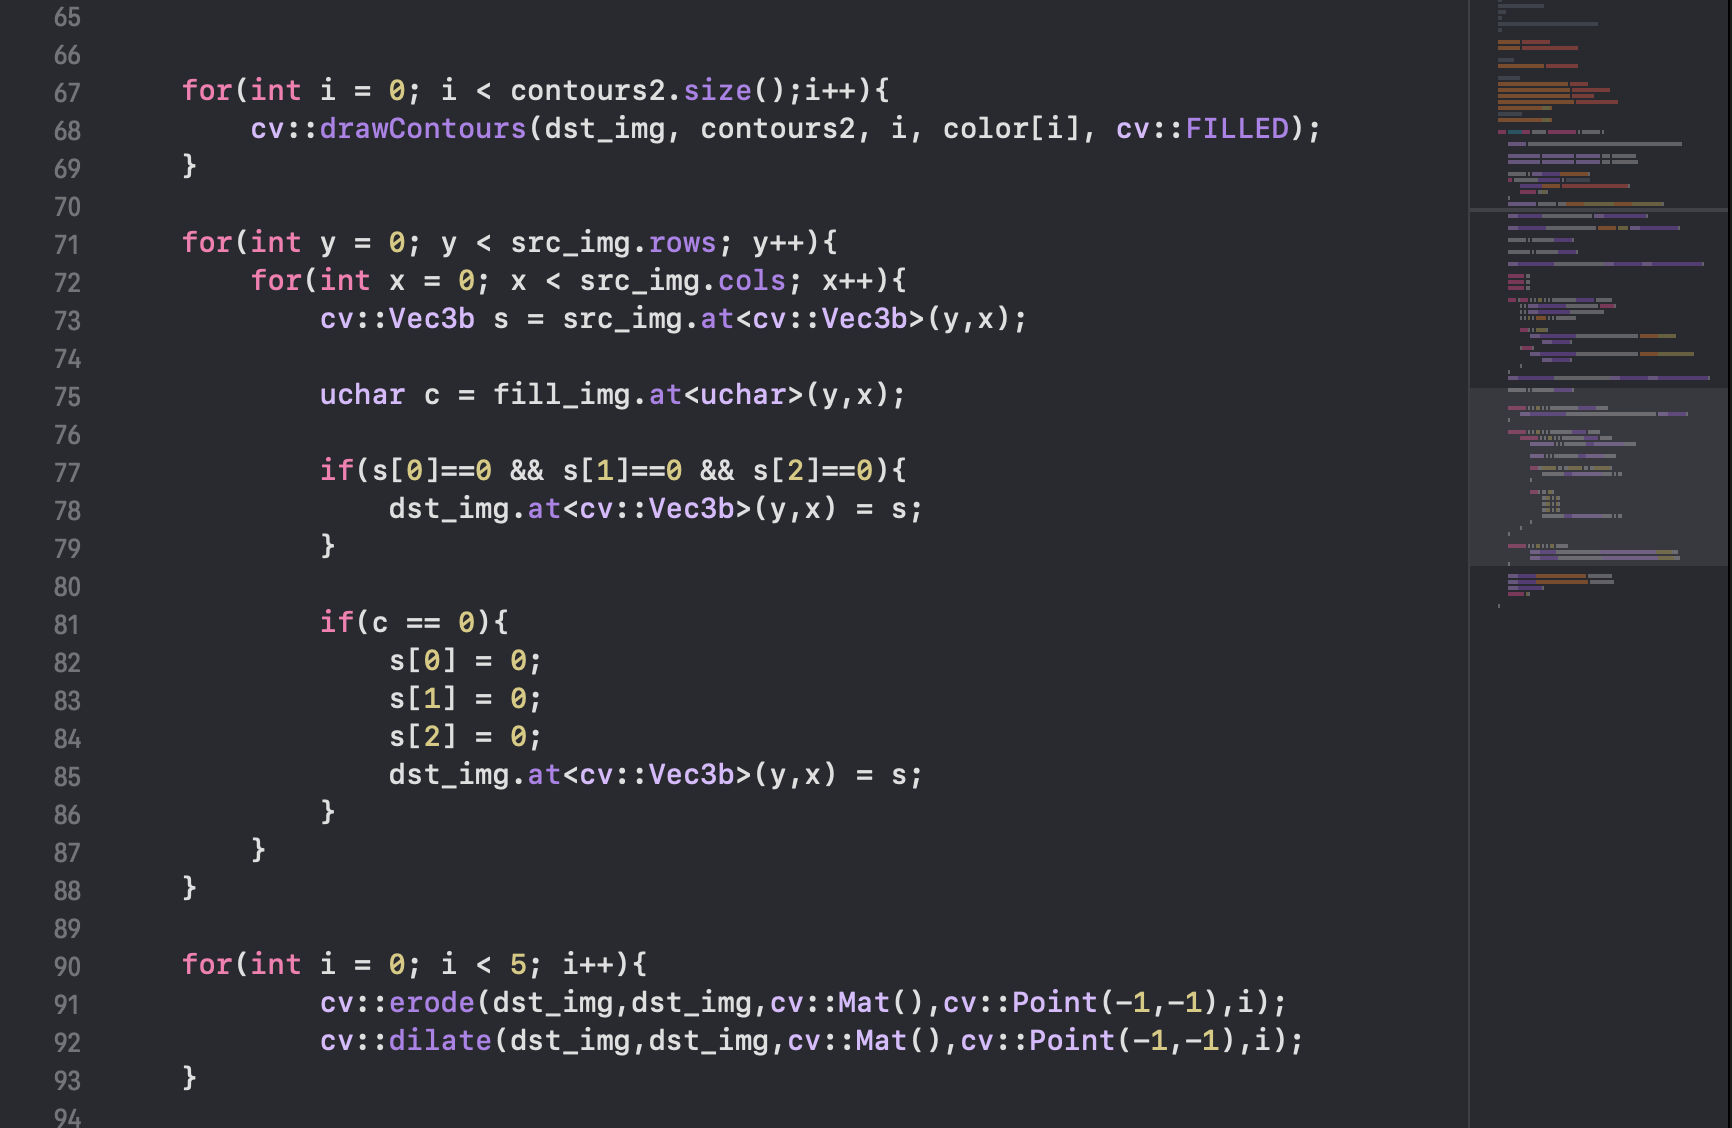 65
66
67 for(int i = 0; i < contours2.size();i++){
68 cv::drawContours(dst_img, contours2, i, color[i], cv::FILLED);
69 }
70
71 for(int y = 0; y < src_img.rows; y++){
72 for(int x = 0; x < src_img.cols; x++){
73 cv::Vec3b s = src_img.at<cv::Vec3b>(y,x);
74
75 uchar c = fill_img.at<uchar>(y,x);
76
77 if(s[0]==0 && s[1]==0 && s[2]==0){
78 dst_img.at<cv::Vec3b>(y,x) = s;
79 }
80
81 if(c == 0){
82 s[0] = 0;
83 s[1] = 0;
84 s[2] = 0;
85 dst_img.at<cv::Vec3b>(y,x) = s;
86 }
87 }
88 }
89
90 for(int i = 0; i < 5; i++){
91 cv::erode(dst_img,dst_img,cv::Mat(),cv::Point(-1,-1),i);
92 cv::dilate(dst_img,dst_img,cv::Mat(),cv::Point(-1,-1),i);
93 }
94